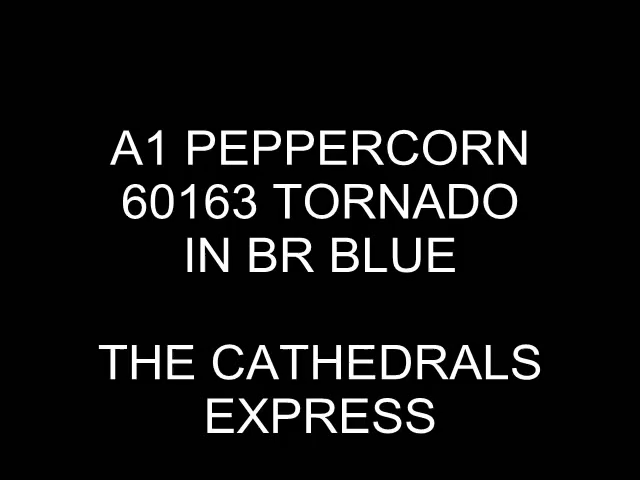 A1 PEPPERCORN
60163 TORNADO
IN BR BLUE
THE CATHEDRALS
EXPRESS